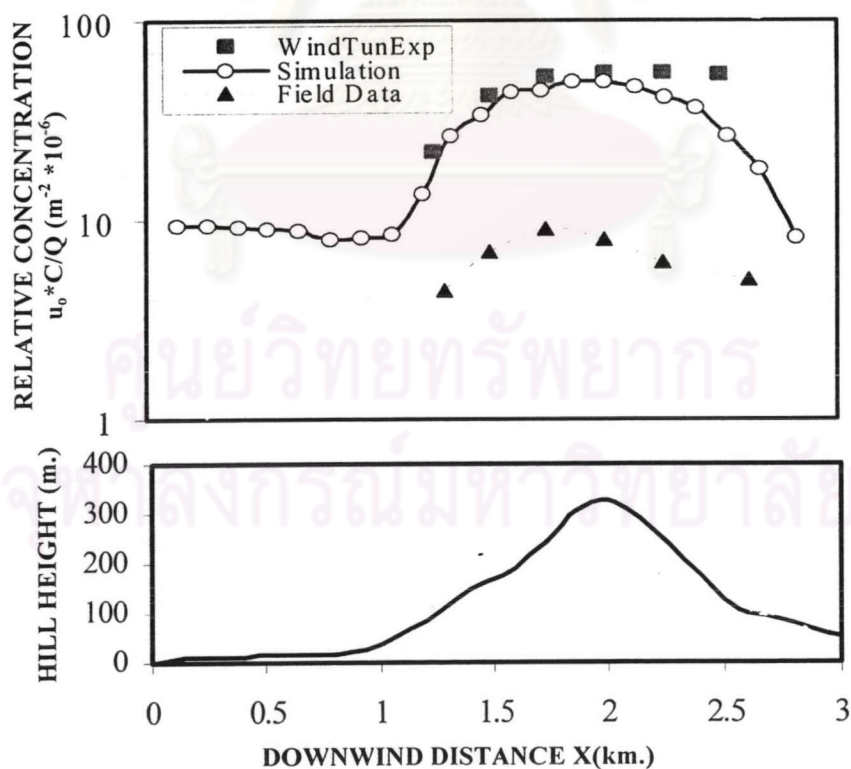 100
WindTunExp
Simulation
Field Data
RELATIVE CONCENTRATION
u₀*C/Q (m⁻² *10⁻⁶)
10
1
ศูนย์วิทยทรัพยากร
400
จุฬาลงกรณ์มหาวิทยาลัย
HILL HEIGHT (m.)
300
200
100
0
0 0.5 1 1.5 2 2.5 3
DOWNWIND DISTANCE X(km.)